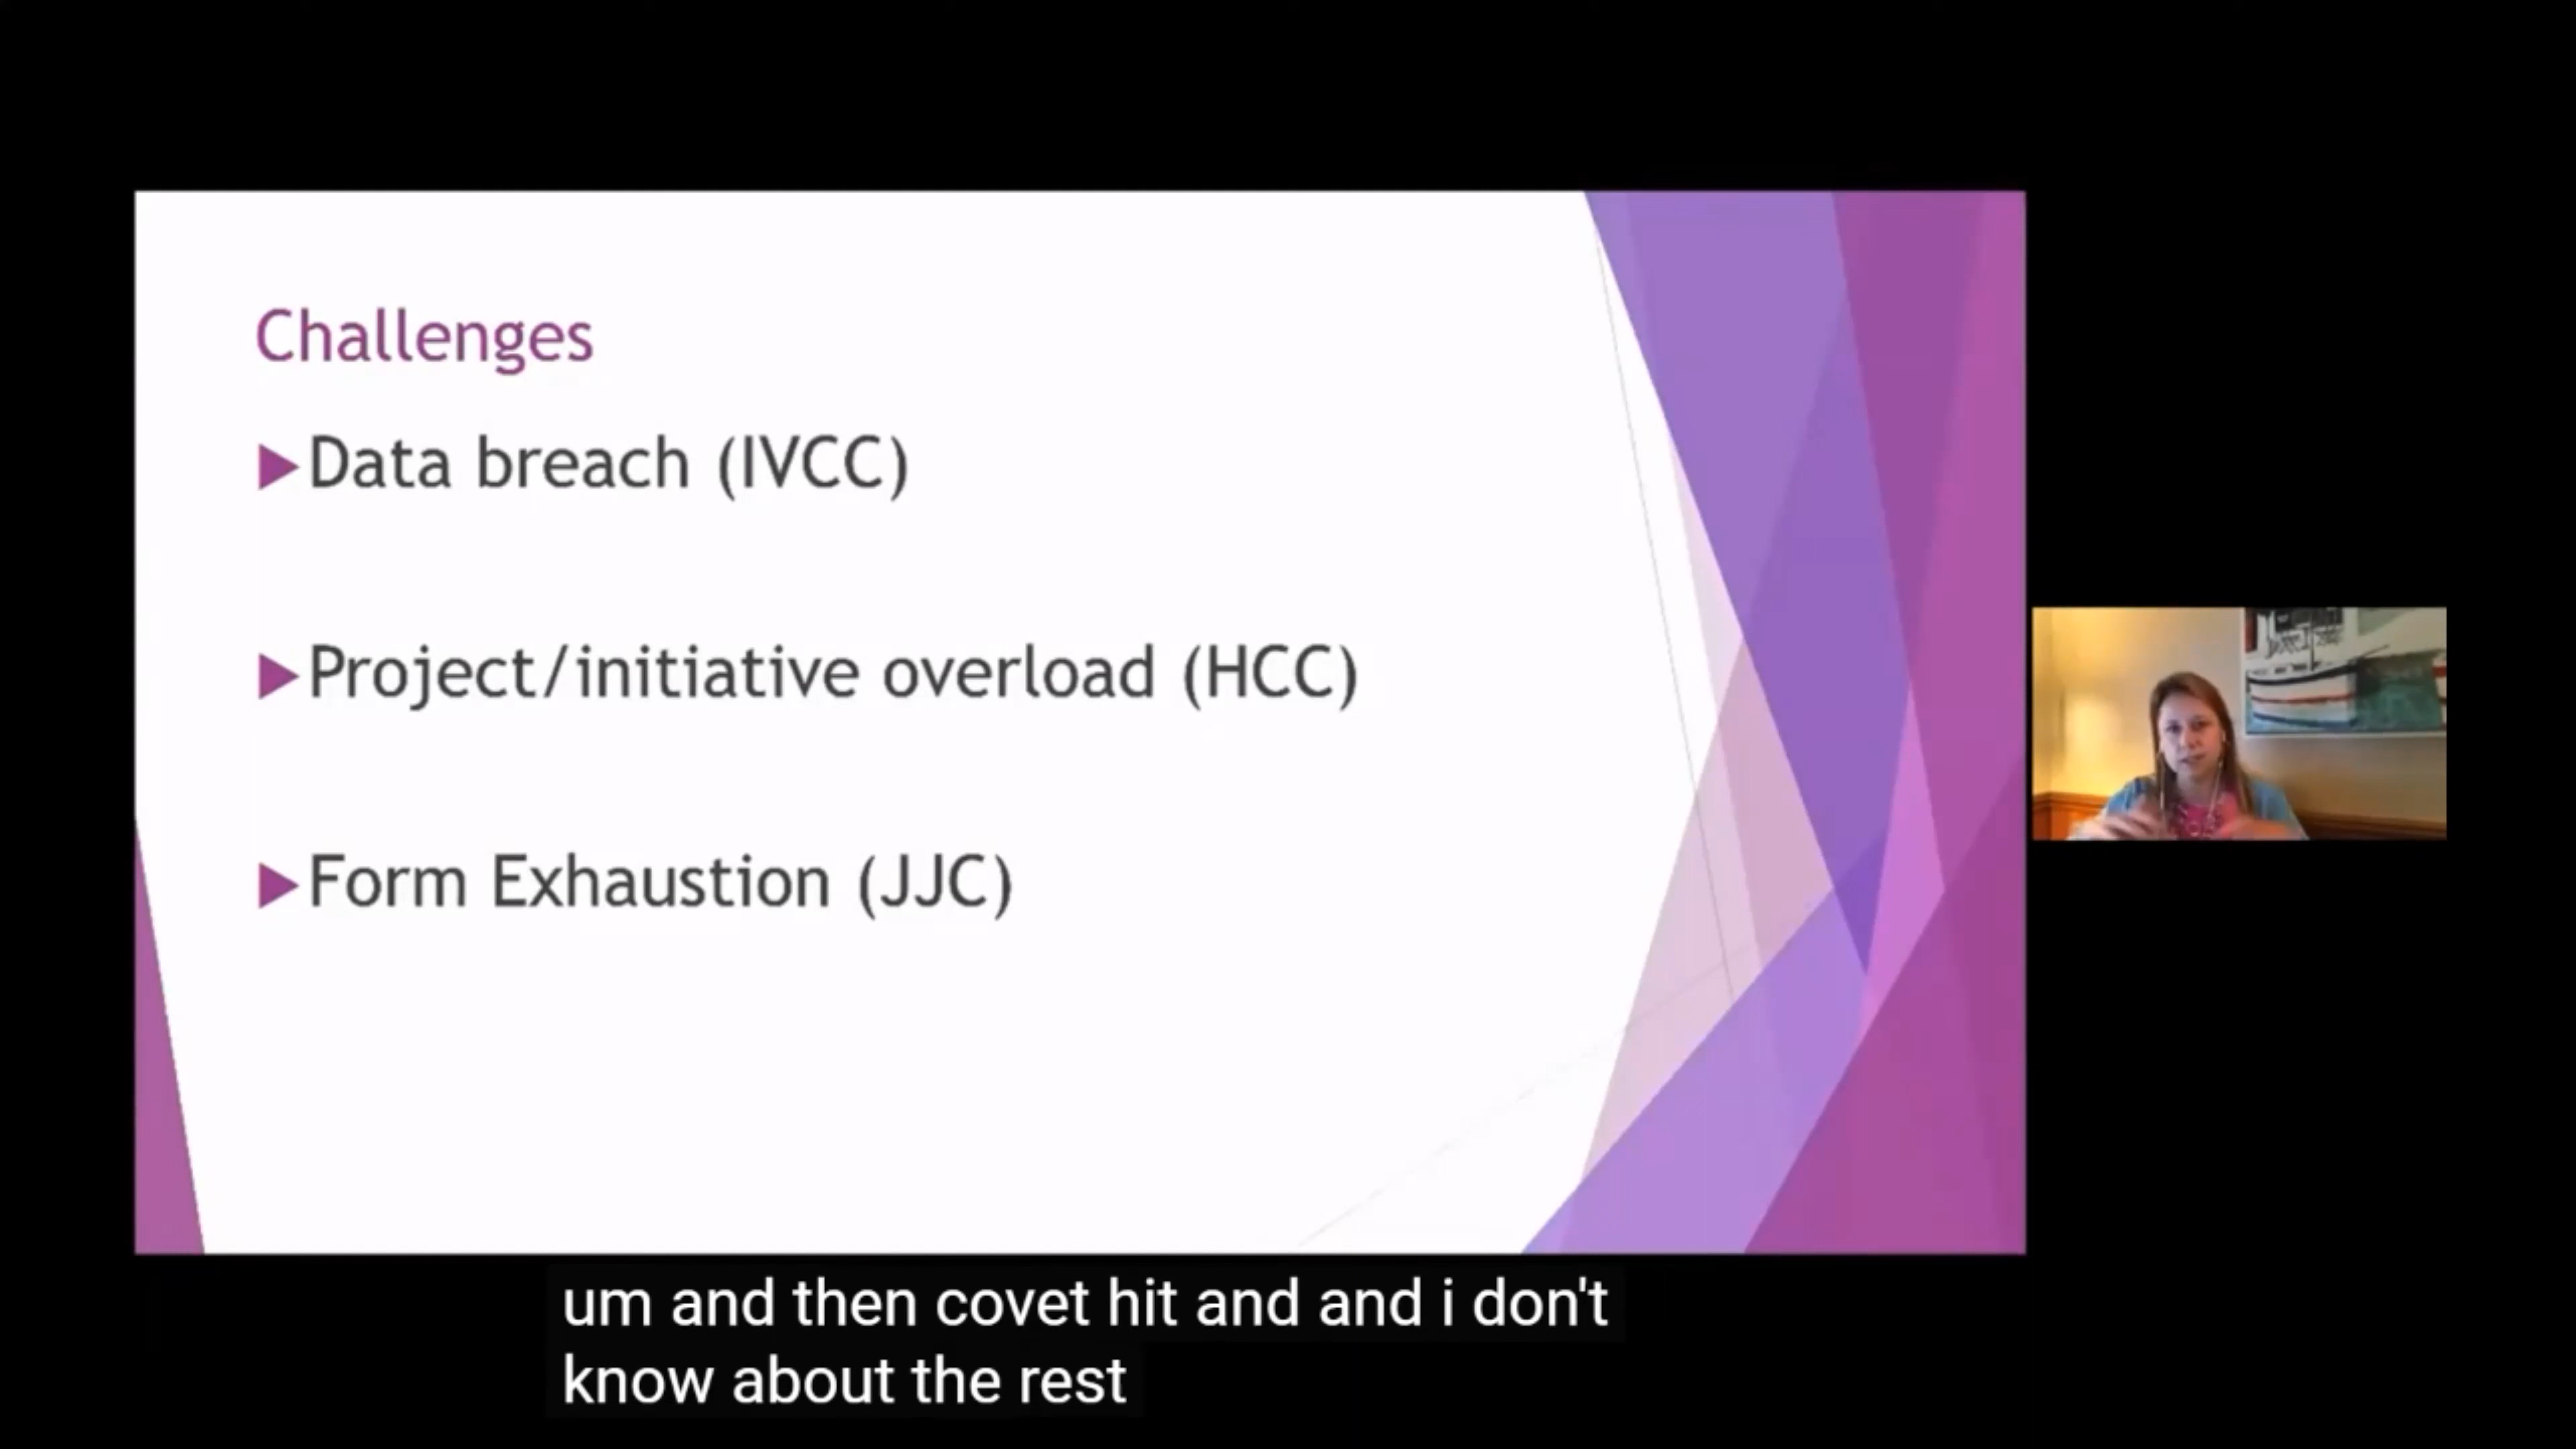 Challenges
Data breach (IVCC)
Project/initiative overload (HCC)
Form Exhaustion (JJC)
um and then covet hit and and i don't
know about the rest